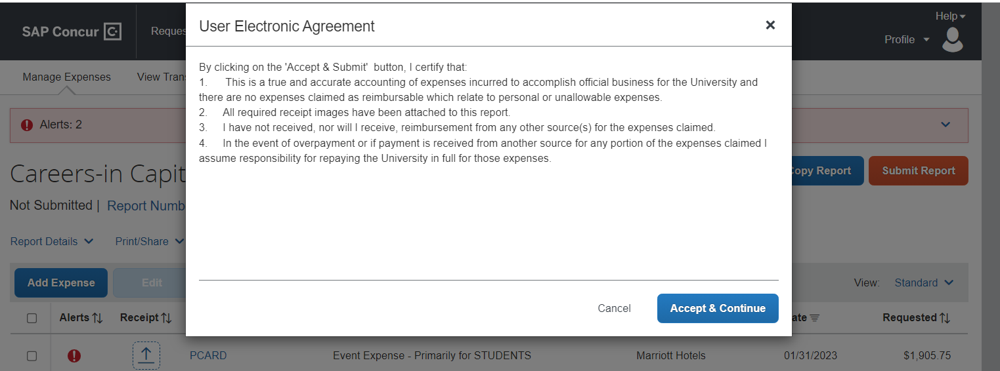 SAP Concur
Help
Profile
User Electronic Agreement
By clicking on the 'Accept & Submit'  button, I certify that:
1.      This is a true and accurate accounting of expenses incurred to accomplish official business for the University and
there are no expenses claimed as reimbursable which relate to personal or unallowable expenses.
2.      All required receipt images have been attached to this report.
3.      I have not received, nor will I receive, reimbursement from any other source(s) for the expenses claimed.
4.      In the event of overpayment or if payment is received from another source for any portion of the expenses claimed I
assume responsibility for repaying the University in full for those expenses.
Cancel
Accept & Continue
Manage Expenses View
Alerts: 2
Careers-in
Report Submit Report
Not Submitted | Report
Report Details Print/Share
Add Expense Edit View: Standard
Alerts Receipt Requested
PCARD Event Expense - Primarily for STUDENTS Marriott Hotels 01/31/2023 $1,905.75